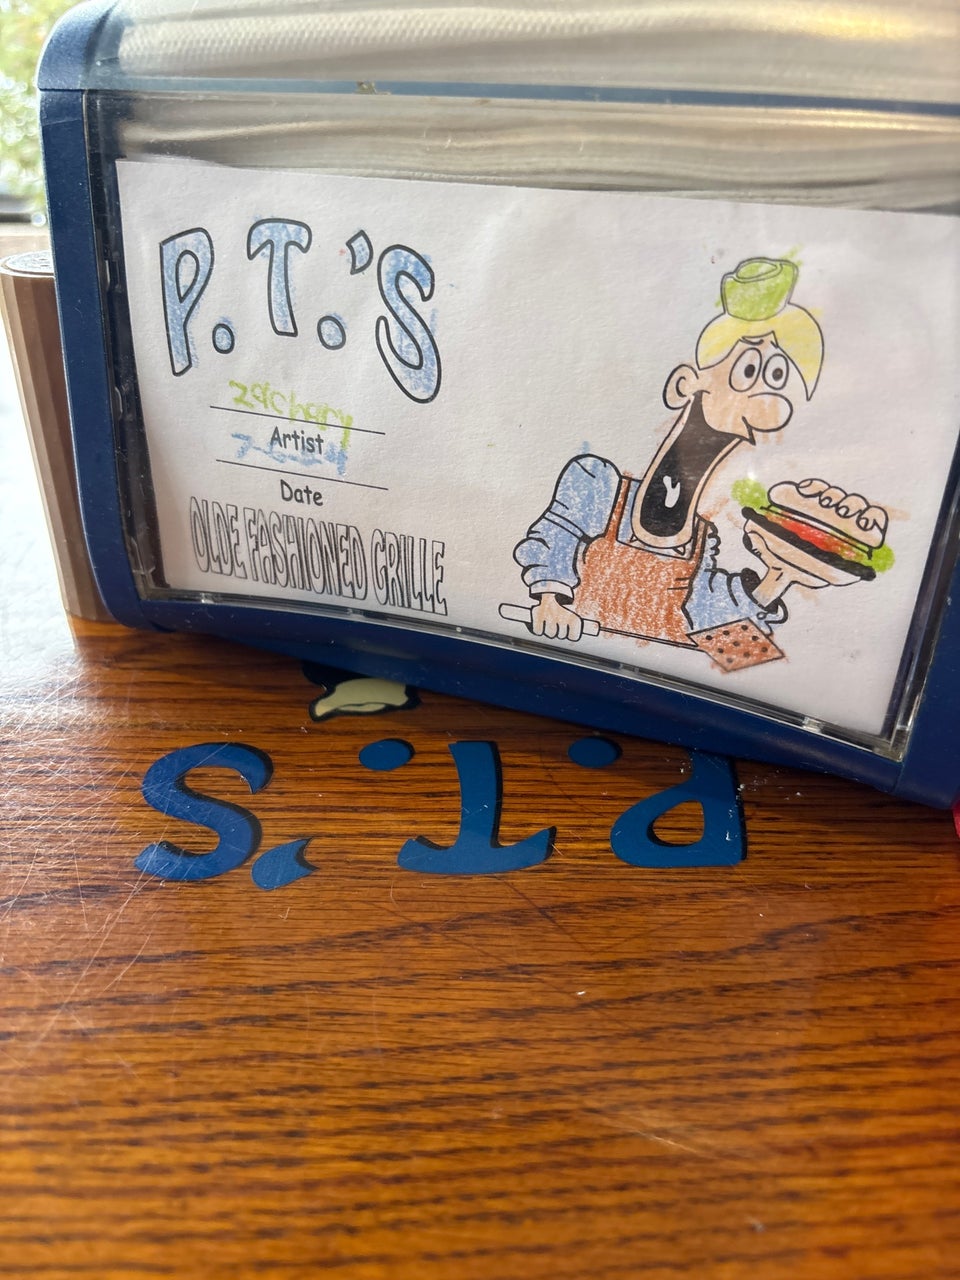 P.T.'S
Zachary
Artist
Date
OLDE FASHIONED GRILLE
P.T.'S